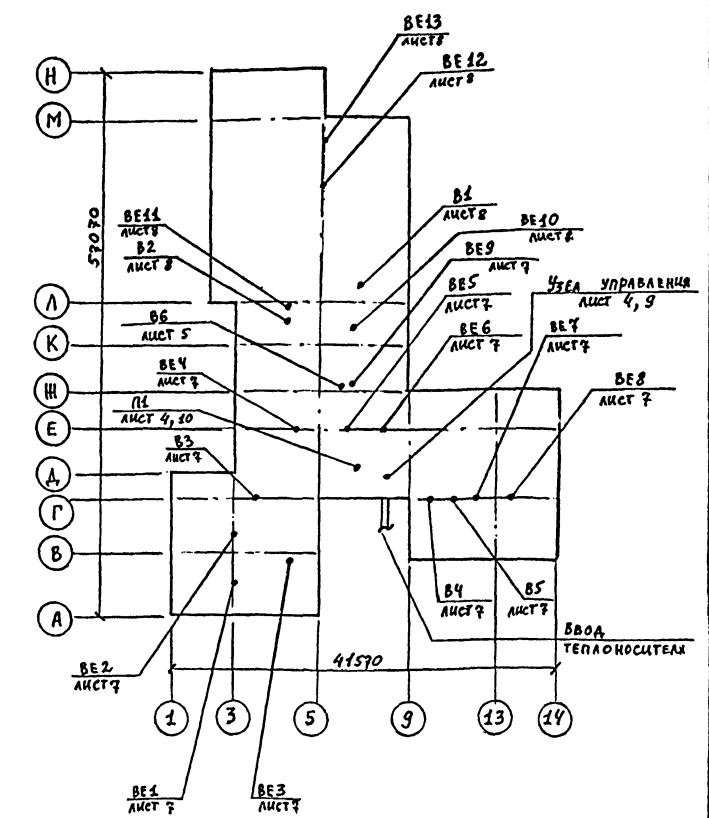 ВЕ13
ЛИСТ 8
ВЕ12
ЛИСТ 8
Н
М
57070
В1
ЛИСТ 8
ВЕ11
ЛИСТ 8
ВЕ10
ЛИСТ 8
В2
ЛИСТ 8
ВЕ9
ЛИСТ 7
ВЕ5
ЛИСТ 7
УЗЕЛ УПРАВЛЕНИЯ
ЛИСТ 4, 9
Л
В6
ЛИСТ 5
ВЕ6
ЛИСТ 7
ВЕ7
ЛИСТ 7
К
ВЕ4
ЛИСТ 7
ВЕ8
ЛИСТ 7
Ж
П1
ЛИСТ 4, 10
Е
В3
ЛИСТ 7
Д
Г
В
В4
ЛИСТ 7
В5
ЛИСТ 7
А
ВВОД
ТЕПЛОНОСИТЕЛЯ
ВЕ2
ЛИСТ 7
41570
1
3
5
9
13
14
ВЕ1
ЛИСТ 7
ВЕ3
ЛИСТ 7